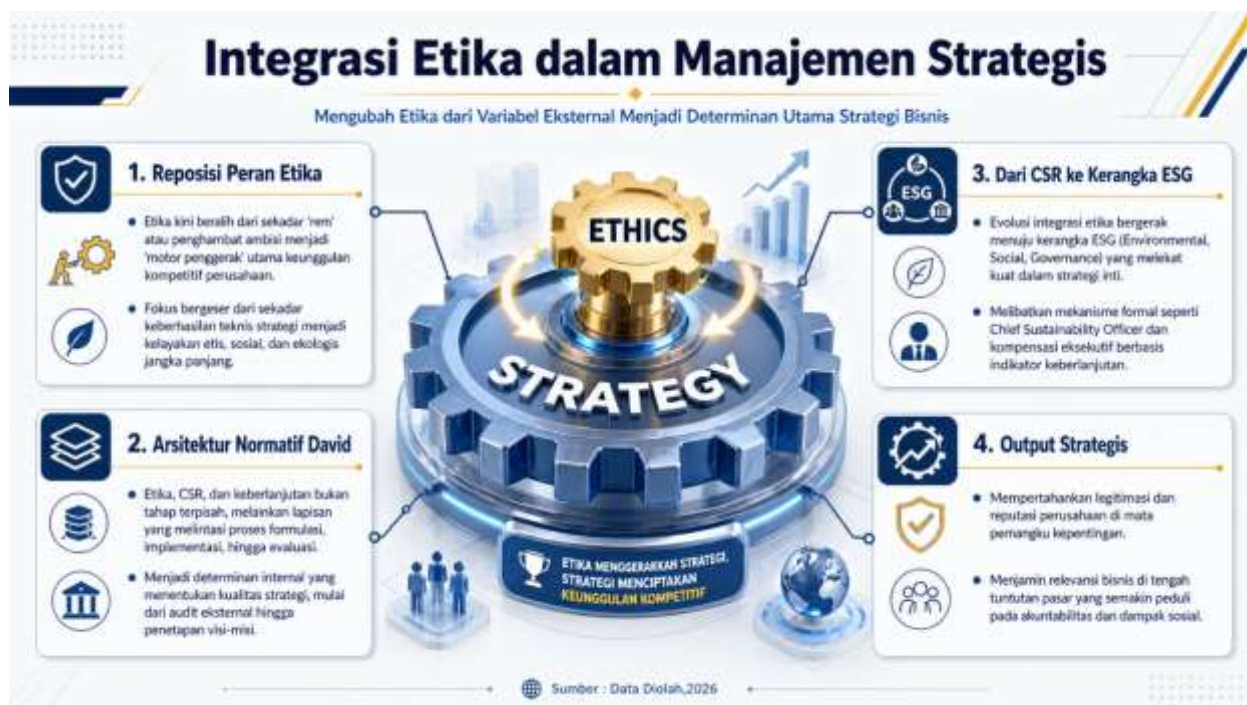 Integrasi Etika dalam Manajemen Strategis
Mengubah Etika dari Variabel Eksternal Menjadi Determinan Utama Strategi Bisnis
1. Reposisi Peran Etika
• Etika kini beralih dari sekadar 'rem'
atau penghambat ambisi menjadi
'motor penggerak' utama keunggulan
kompetitif perusahaan.
• Fokus bergeser dari sekadar
keberhasilan teknis strategi menjadi
kelayakan etis, sosial, dan ekologis
jangka panjang.
2. Arsitektur Normatif David
• Etika, CSR, dan keberlanjutan bukan
tahap terpisah, melainkan lapisan
yang melintasi proses formulasi,
implementasi, hingga evaluasi.
• Menjadi determinan internal yang
menentukan kualitas strategi, mulai
dari audit eksternal hingga
penetapan visi-misi.
ETHICS
STRATEGY
ETIKA MENGGERAKKAN STRATEGI,
STRATEGI MENCIPTAKAN
KEUNGGULAN KOMPETITIF
ESG
3. Dari CSR ke Kerangka ESG
• Evolusi integrasi etika bergerak
menuju kerangka ESG (Environmental,
Social, Governance) yang melekat
kuat dalam strategi inti.
• Melibatkan mekanisme formal seperti
Chief Sustainability Officer dan
kompensasi eksekutif berbasis
indikator keberlanjutan.
4. Output Strategis
• Mempertahankan legitimasi dan
reputasi perusahaan di mata
pemangku kepentingan.
• Menjamin relevansi bisnis di tengah
tuntutan pasar yang semakin peduli
pada akuntabilitas dan dampak sosial.
Sumber : Data Diolah,2026